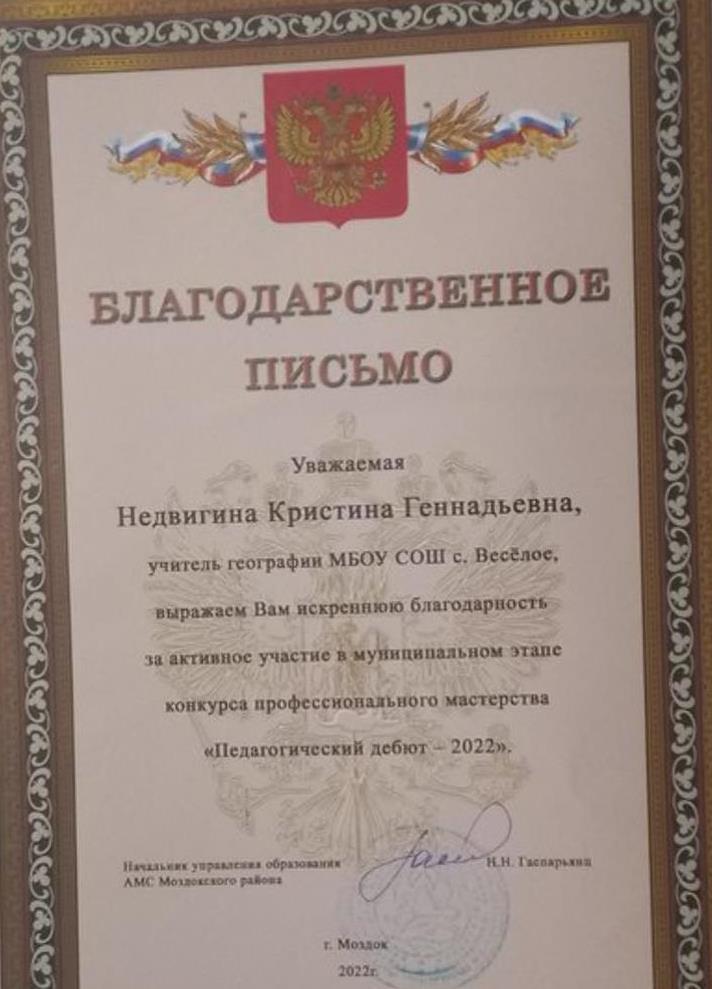 БЛАГОДАРСТВЕННОЕ
ПИСЬМО
Уважаемая
Недвигина Кристина Геннадьевна,
учитель географии МБОУ СОШ с. Весёлое,
выражаем Вам искреннюю благодарность
за активное участие в муниципальном этапе
конкурса профессионального мастерства
«Педагогический дебют – 2022».
Начальник управления образования
АМС Моздокского района
Н.Н. Гаспарьянц
г. Моздок
2022г.